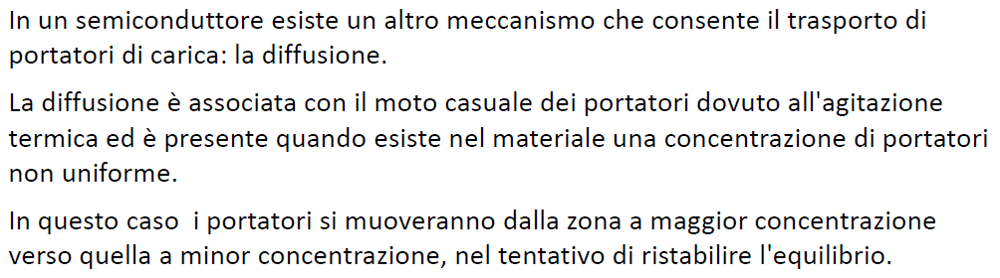 In un semiconduttore esiste un altro meccanismo che consente il trasporto di
portatori di carica: la diffusione.
La diffusione è associata con il moto casuale dei portatori dovuto all'agitazione
termica ed è presente quando esiste nel materiale una concentrazione di portatori
non uniforme.
In questo caso  i portatori si muoveranno dalla zona a maggior concentrazione
verso quella a minor concentrazione, nel tentativo di ristabilire l'equilibrio.